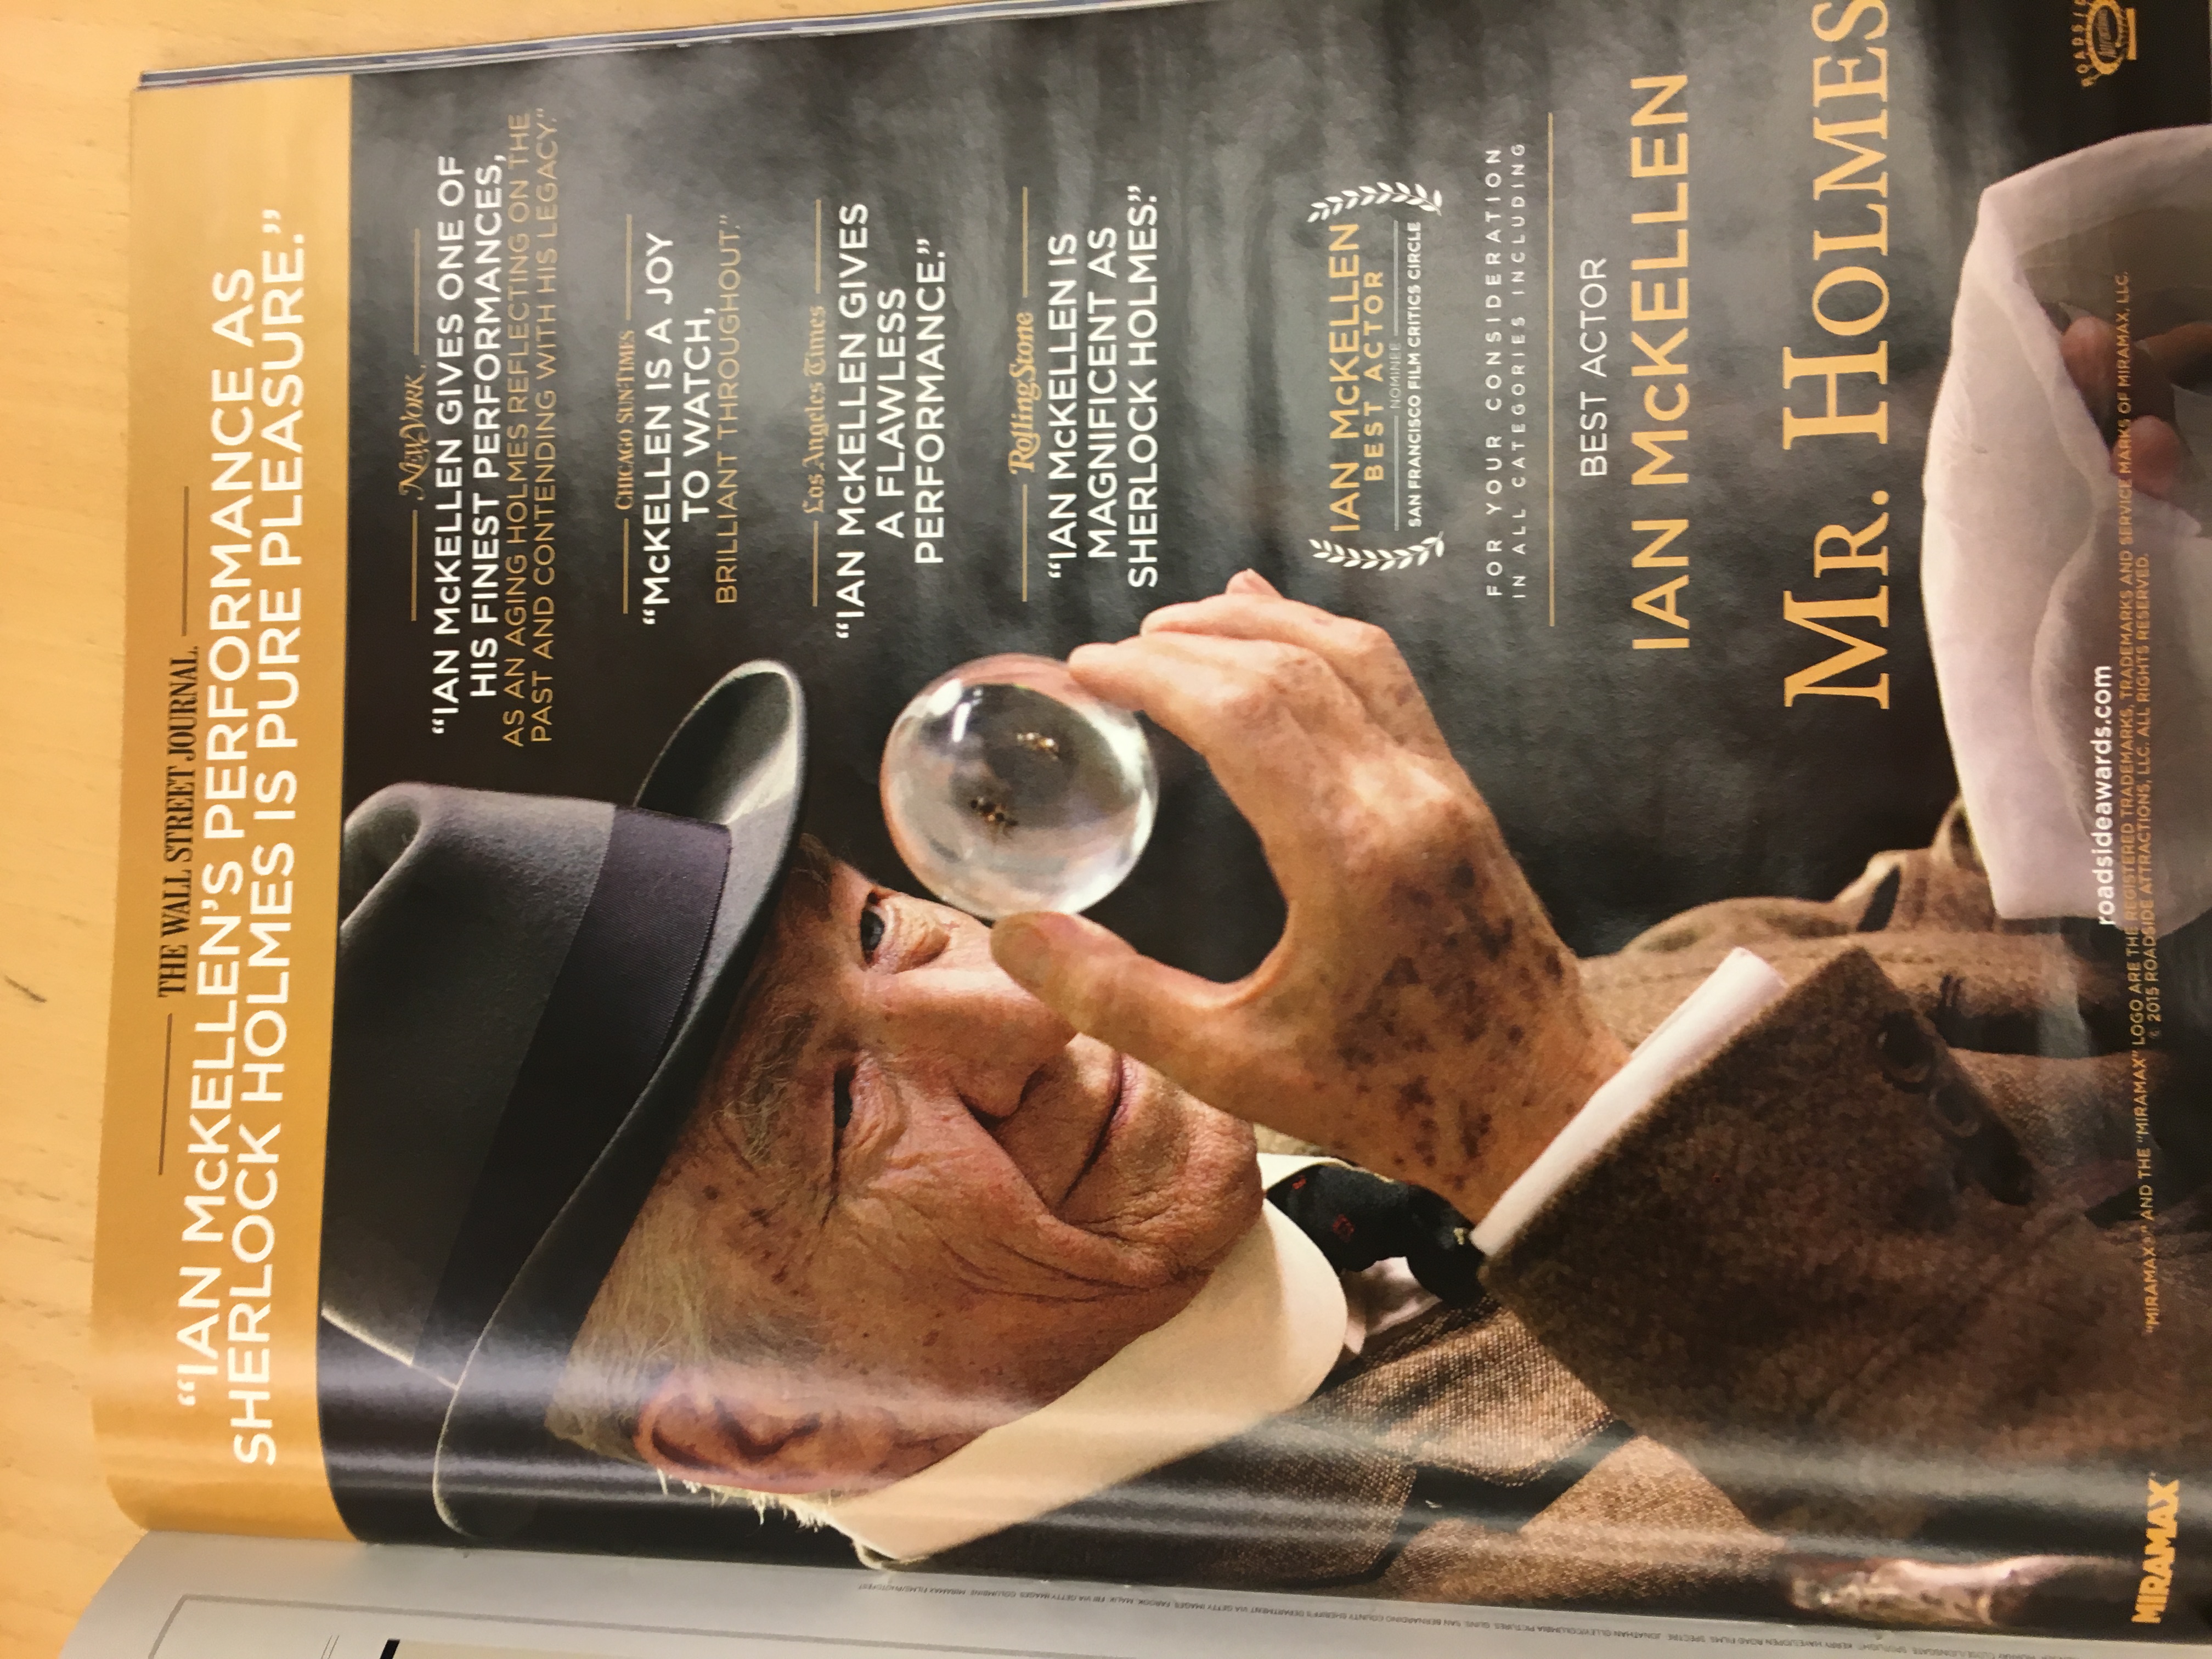 THE WALL STREET JOURNAL.
“IAN McKELLEN’S PERFORMANCE AS
SHERLOCK HOLMES IS PURE PLEASURE.”
NEW YORK
“IAN McKELLEN GIVES ONE OF
HIS FINEST PERFORMANCES,
AS AN AGING HOLMES REFLECTING ON THE
PAST AND CONTENDING WITH HIS LEGACY.”
CHICAGO SUN-TIMES
“McKELLEN IS A JOY
TO WATCH,
BRILLIANT THROUGHOUT.”
Los Angeles Times
“IAN McKELLEN GIVES
A FLAWLESS
PERFORMANCE.”
RollingStone
“IAN McKELLEN IS
MAGNIFICENT AS
SHERLOCK HOLMES.”
IAN McKELLEN
BEST ACTOR
NOMINEE
SAN FRANCISCO FILM CRITICS CIRCLE
FOR YOUR CONSIDERATION
IN ALL CATEGORIES INCLUDING
BEST ACTOR
IAN McKELLEN
MR. HOLMES
roadsideawards.com
“MIRAMAX®” AND THE “MIRAMAX” LOGO ARE THE REGISTERED TRADEMARKS, TRADEMARKS AND SERVICE MARKS OF MIRAMAX, LLC.
© 2015 ROADSIDE ATTRACTIONS, LLC. ALL RIGHTS RESERVED.
MIRAMAX
ROADSIDE
Attractions